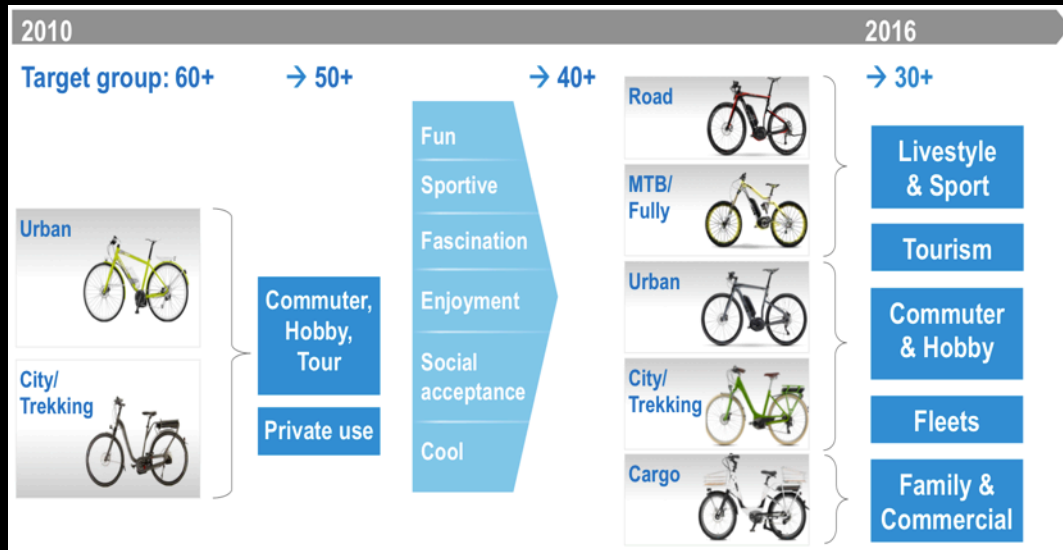 2010
2016
Target group: 60+
→ 50+
→ 40+
→ 30+
Urban
City/
Trekking
Commuter,
Hobby,
Tour
Private use
Fun
Sportive
Fascination
Enjoyment
Social
acceptance
Cool
Road
MTB/
Fully
Urban
City/
Trekking
Cargo
Livestyle
& Sport
Tourism
Commuter
& Hobby
Fleets
Family &
Commercial